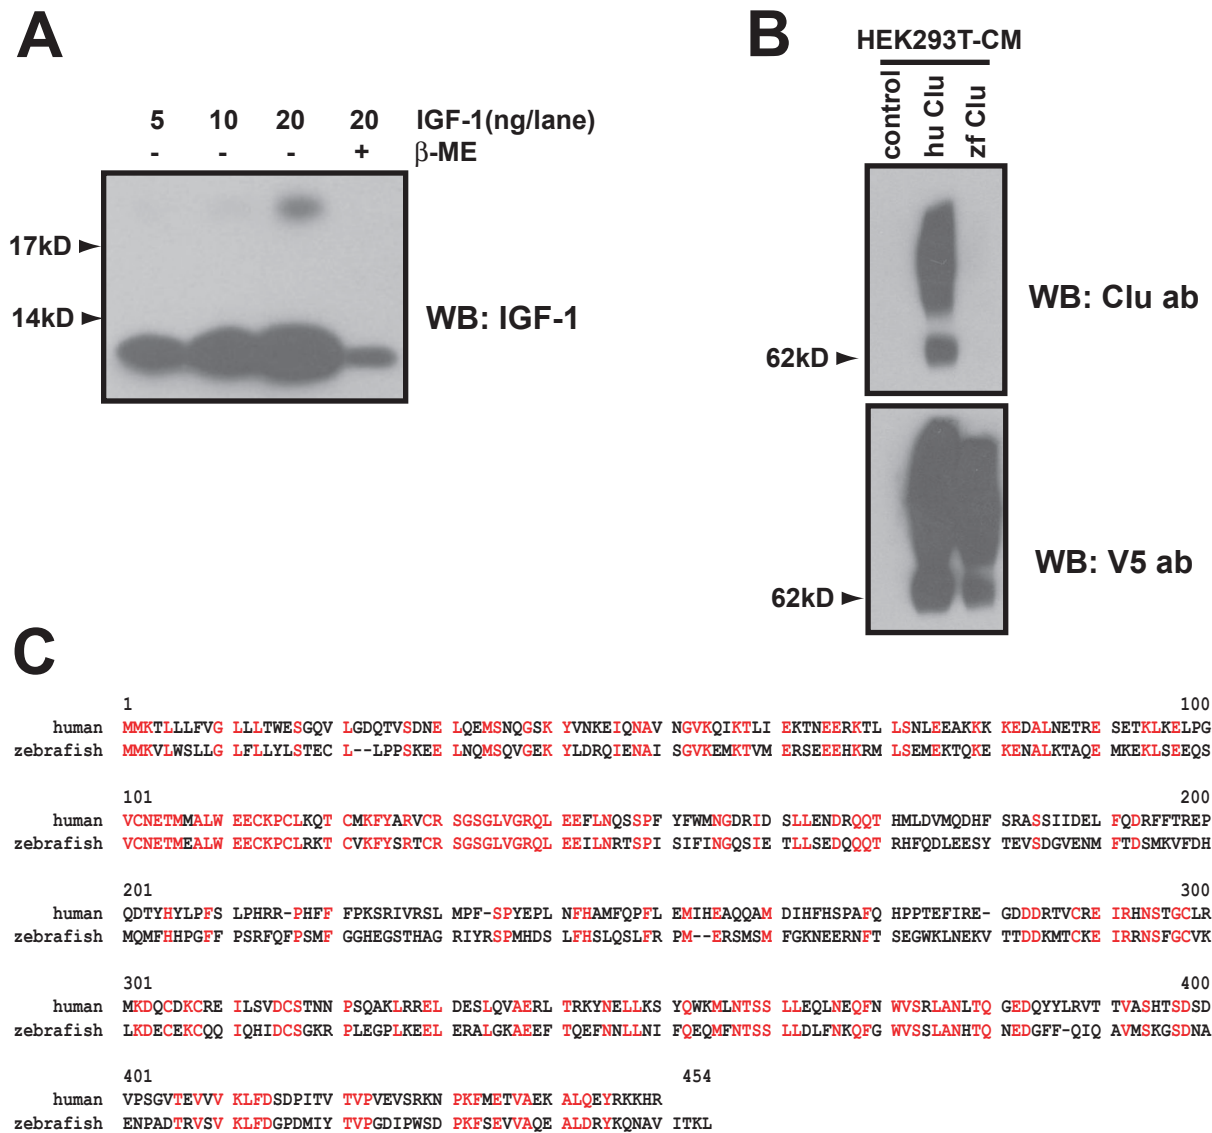 A
5 10 20 20 IGF-1(ng/lane)
- - - + β-ME
17kD
14kD
WB: IGF-1
B
HEK293T-CM
control
hu Clu
zf Clu
WB: Clu ab
62kD
WB: V5 ab
62kD
C
1 100
human MMKTLLLFVG LLLTWESGQV LGDQTVSDNE LQEMSNQGSK YVNKEIQNAV NGVKQIKTLI EKTNEERKTL LSNLEEAKKK KEDALNETRE SETKLKELPG
zebrafish MMKVLWSLLG LFLLYLSTEC L--LPPSKEE LNQMSQVGEK YLDRQIENAI SGVKEMKTVM ERSEEEHKRM LSEMEKTQKE KENALKTAQE MKEKLSEEQS
101 200
human VCNETMMALW EECKPCLKQT CMKFYARVCR SGSGLVGRQL EEFLNQSSPF YFWMNGDRID SLLENDRQQT HMLDVMQDHF SRASSIIDEL FQDRFFTREP
zebrafish VCNETMEALW EECKPCLRKT CVKFYSRTCR SGSGLVGRQL EEILNRTSPI SIFINGQSIE TLLSEDQQQT RHFQDLEESY TEVSDGVENM FTDSMKVFDH
201 300
human QDTYHYLPFS LPHRR-PHFF FPKSRIVRSL MPF-SPYEPL NFHAMFQPFL EMIHEAQQAM DIHFHSPAFQ HPPTEFIRE- GDDDRTVCRE IRHNSTGCLR
zebrafish MQMFHHPGFF PSRFQFPSMF GGHEGSTHAG RIYRSPMHDS LFHSLQSLFR PM--ERSMSM FGKNEERNFT SEGWKLNEKV TTDDKMTCKE IRRNSFGCVK
301 400
human MKDQCDKCRE ILSVDCSTNN PSQAKLRREL DESLQVAERL TRKYNELLKS YQWKMLNTSS LLEQLNEQFN WVSRLANLTQ GEDQYYLRVT TVASHTSDSD
zebrafish LKDECEKCQQ IQHIDCSGKR PLEGPLKEEL ERALGKAEEF TQEFNNLLNI FQEQMFNTSS LLDLFNKQFG WVSSLANHTQ NEDGFF-QIQ AVMSKGSDNA
401 454
human VPSGVTEVVV KLFDSDPITV TVPVEVSRKN PKFMETVAEK ALQEYRKKHR
zebrafish ENPADTRVSV KLFDGPDMIY TVPGDIPWSD PKFSEVVAQE ALDRYKQNAV ITKL